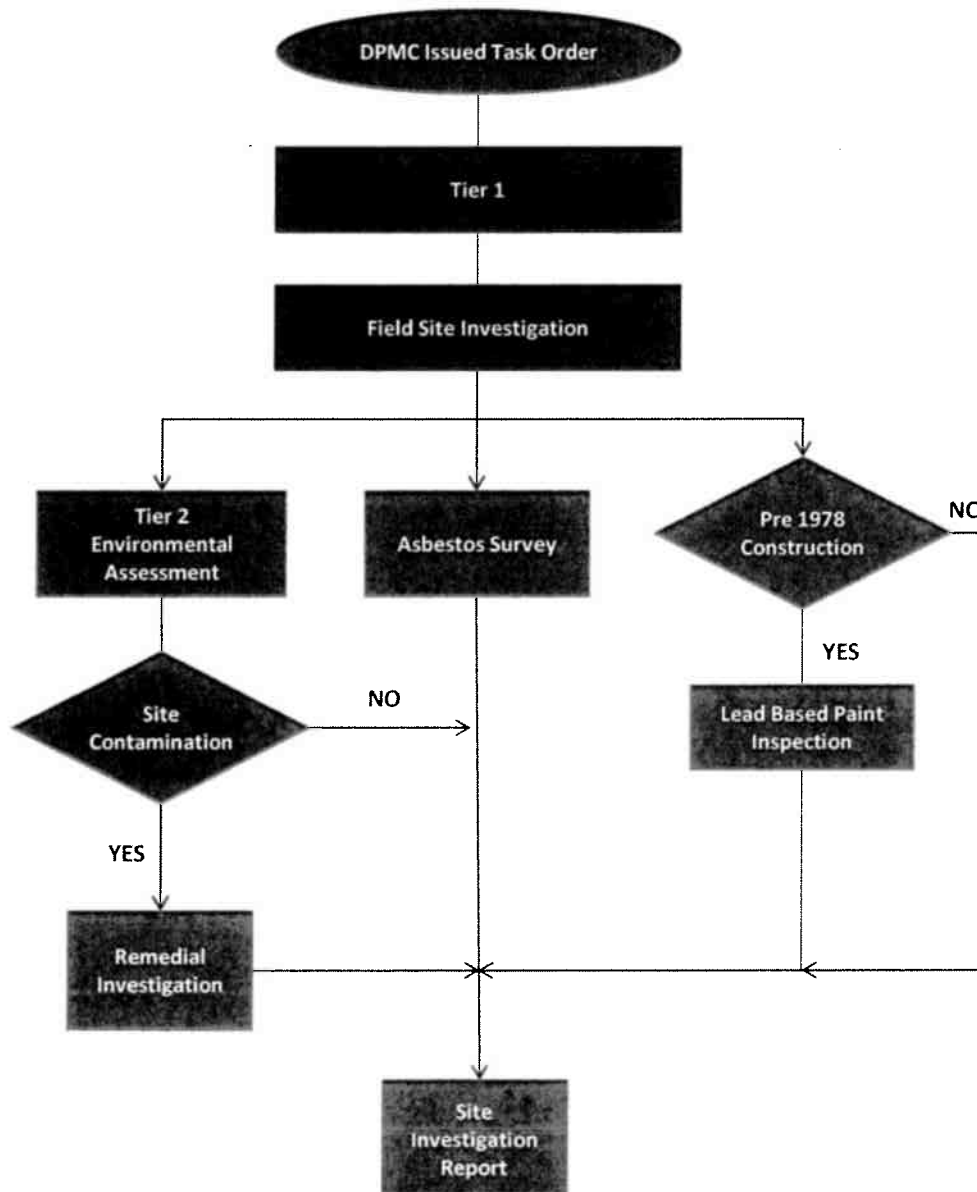 DPMC Issued Task Order
Tier 1
Field Site Investigation
Tier 2
Environmental
Assessment
Asbestos Survey
Pre 1978
Construction
NO
YES
Site
Contamination
NO
Lead Based Paint
Inspection
YES
Remedial
Investigation
Site
Investigation
Report